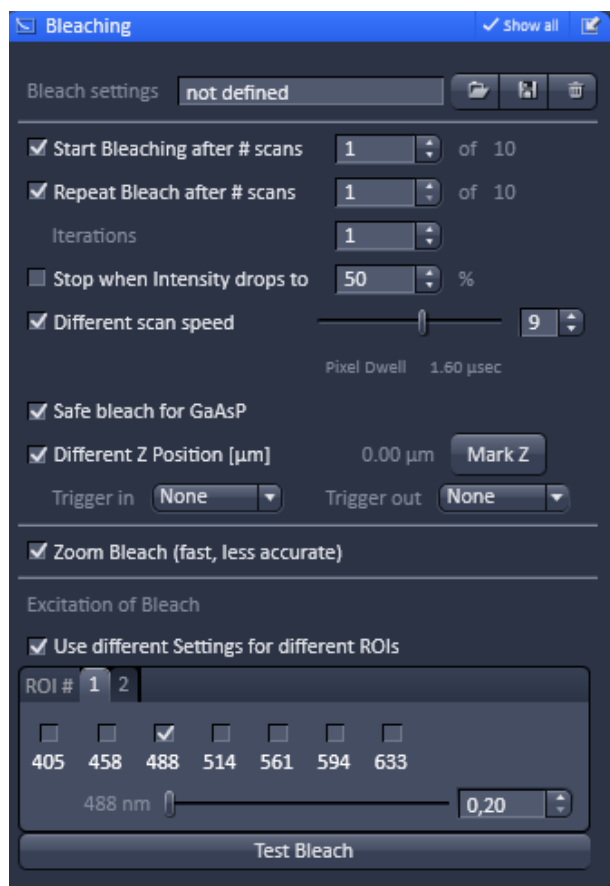 Bleaching Show all
Bleach settings not defined
Start Bleaching after # scans 1 of 10
Repeat Bleach after # scans 1 of 10
Iterations 1
Stop when Intensity drops to 50 %
Different scan speed 9
Pixel Dwell 1.60 µsec
Safe bleach for GaAsP
Different Z Position [µm] 0.00 µm Mark Z
Trigger in None Trigger out None
Zoom Bleach (fast, less accurate)
Excitation of Bleach
Use different Settings for different ROIs
ROI # 1 2
405 458 488 514 561 594 633
488 nm 0,20
Test Bleach